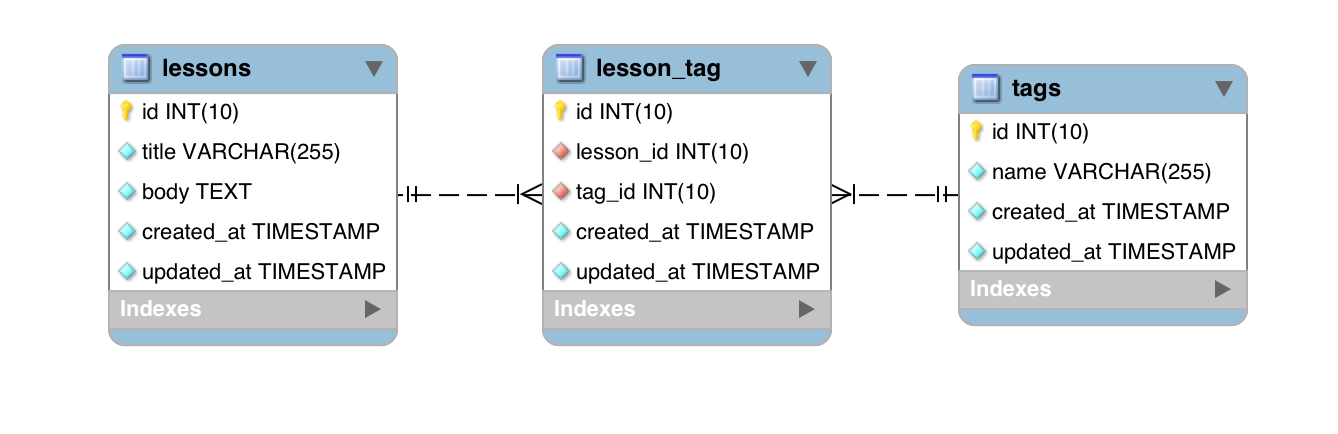 lessons
id INT(10)
title VARCHAR(255)
body TEXT
created_at TIMESTAMP
updated_at TIMESTAMP
Indexes
lesson_tag
id INT(10)
lesson_id INT(10)
tag_id INT(10)
created_at TIMESTAMP
updated_at TIMESTAMP
Indexes
tags
id INT(10)
name VARCHAR(255)
created_at TIMESTAMP
updated_at TIMESTAMP
Indexes